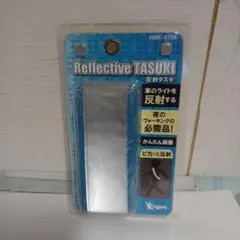 Reflective TASUKI
反射タスキ
車のライトを
反射する
夜の
ウォーキングの
必需品!
かんたん装着
ピカッと反射